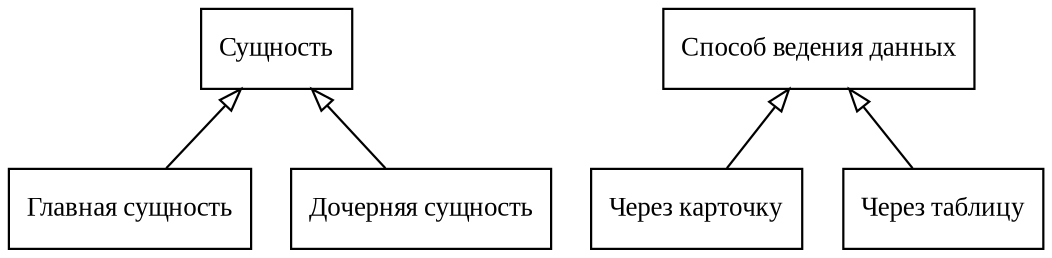 Сущность
Способ ведения данных
Главная сущность
Дочерняя сущность
Через карточку
Через таблицу